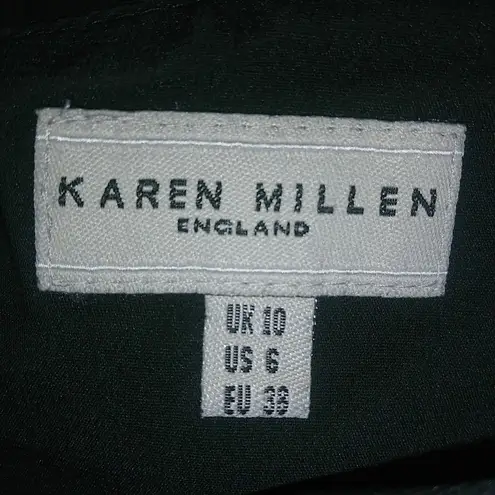 KAREN MILLEN
ENGLAND
UK 10
US 6
EU 38